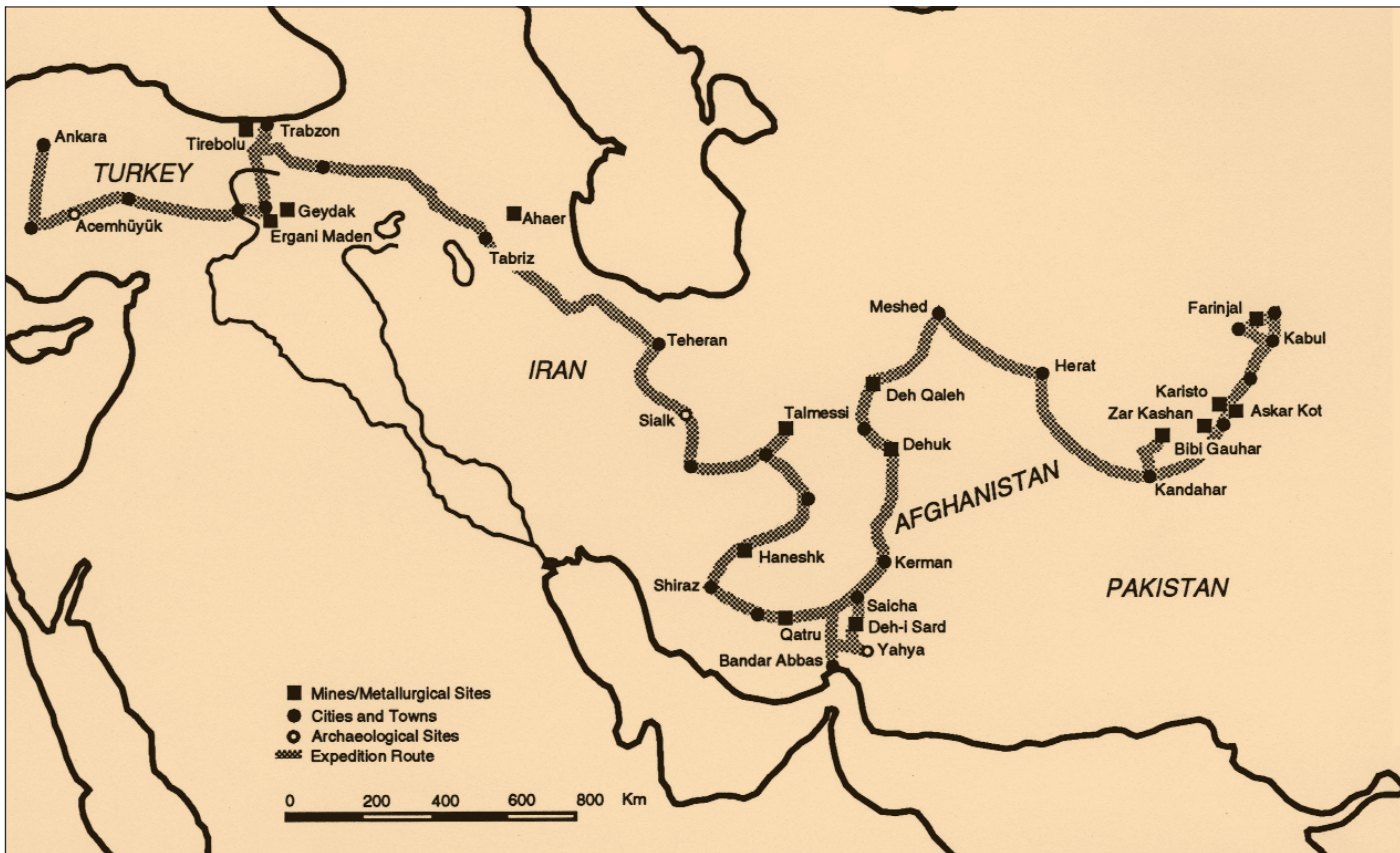 Ankara
Trabzon
Tirebolu
TURKEY
Geydak
Acemhüyük
Ergani Maden
Ahaer
Tabriz
Meshed
Farinjal
Kabul
Teheran
IRAN
Herat
Deh Qaleh
Karisto
Sialk
Talmessi
Zar Kashan
Askar Kot
Dehuk
Bibi Gauhar
AFGHANISTAN
Kandahar
Haneshk
Kerman
Shiraz
PAKISTAN
Saicha
Qatru
Deh-i Sard
Yahya
Bandar Abbas
Mines/Metallurgical Sites
Cities and Towns
Archaeological Sites
Expedition Route
0 200 400 600 800 Km